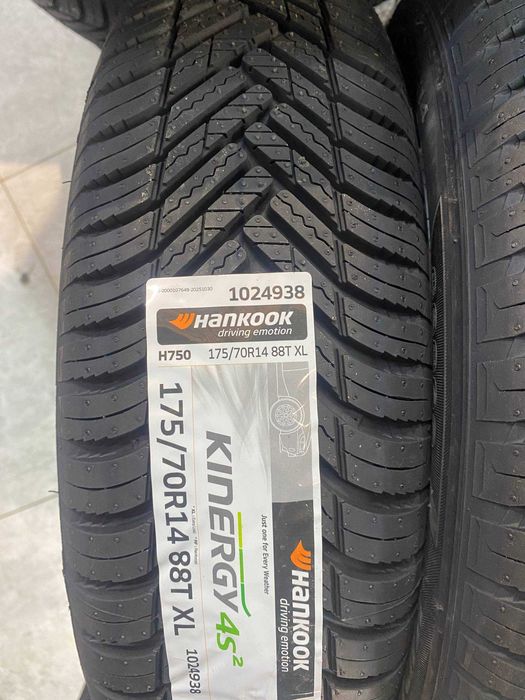 1024938
Hankook
driving emotion
H750 175/70R14 88T XL
175/70R14 88T XL
1024938
KINERGY 4S²
Just one for Every Weather
Hankook
driving emotion